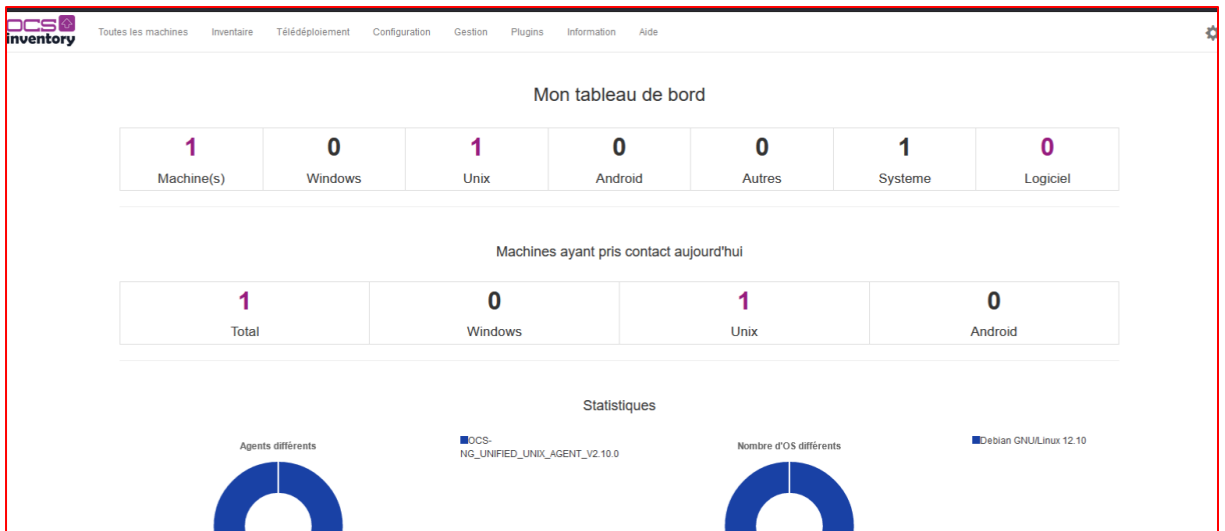 OCS
inventory
Toutes les machines Inventaire Télédéploiement Configuration Gestion Plugins Information Aide
Mon tableau de bord
1 0 1 0 0 1 0
Machine(s) Windows Unix Android Autres Systeme Logiciel
Machines ayant pris contact aujourd'hui
1 0 1 0
Total Windows Unix Android
Statistiques
Agents différents
OCS-
NG_UNIFIED_UNIX_AGENT_V2.10.0
Nombre d'OS différents
Debian GNU/Linux 12.10